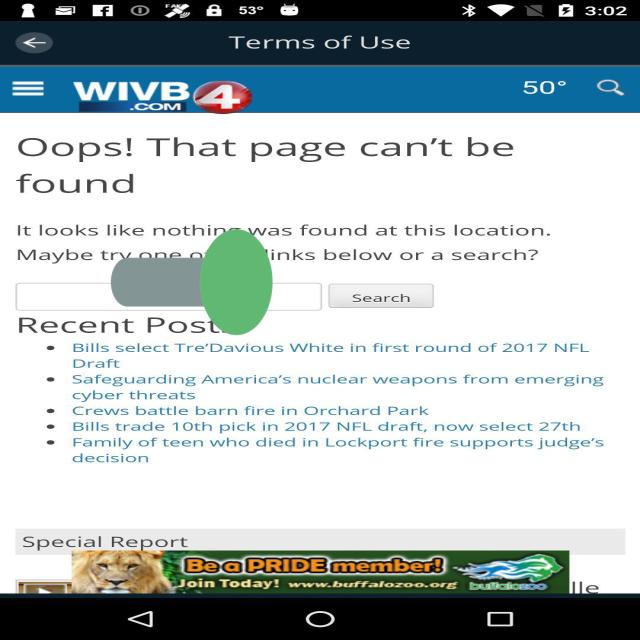 53° 3:02
Terms of Use
WIVB 4 50°
.COM
Oops! That page can't be
found
It looks like nothing was found at this location.
Maybe try one links below or a search?
Search
Recent Post
Bills select Tre'Davious White in first round of 2017 NFL
Draft
Safeguarding America's nuclear weapons from emerging
cyber threats
Crews battle barn fire in Orchard Park
Bills trade 10th pick in 2017 NFL draft, now select 27th
Family of teen who died in Lockport fire supports judge's
decision
Special Report
Be a PRIDE member!
Join Today! www.buffalozoo.org buffalozoo
lle